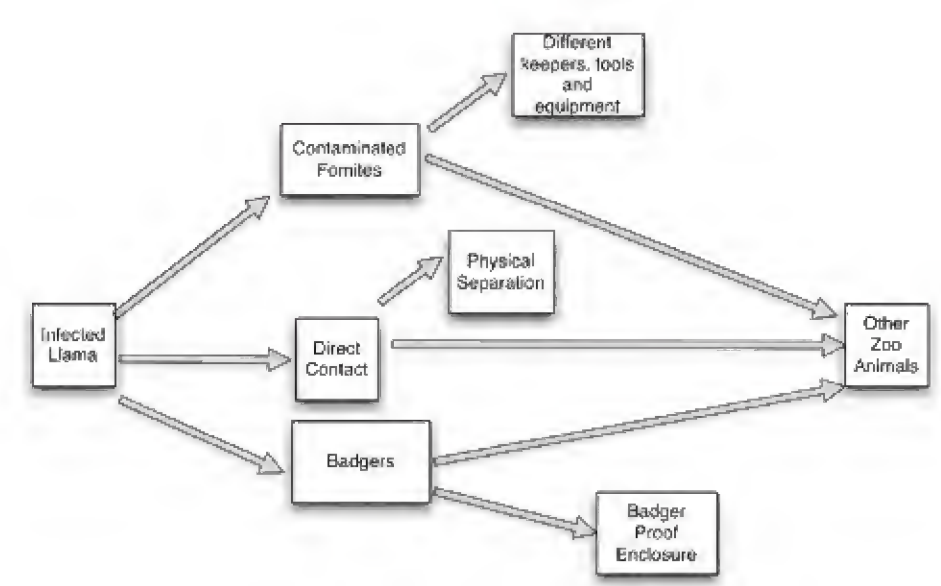 Different
keepers, tools
and
equipment
Contaminated
Fomites
Physical
Separation
Infected
Llama
Direct
Contact
Other
Zoo
Animals
Badgers
Badger
Proof
Enclosure